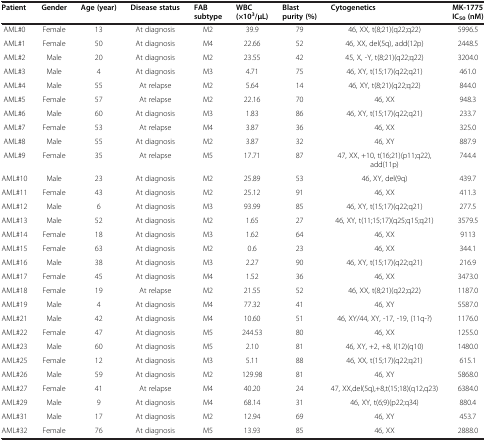 Patient Gender Age (year) Disease status FAB subtype WBC (×10³/μL) Blast purity (%) Cytogenetics MK-1775 IC50 (nM)
AML#0 Female 13 At diagnosis M2 39.9 79 46, XX, t(8;21)(q22;q22) 5996.5
AML#1 Female 50 At diagnosis M4 22.66 52 46, XX, del(5q), add(12p) 2448.5
AML#2 Male 20 At diagnosis M2 23.55 42 45, X, -Y, t(8;21)(q22;q22) 3204.0
AML#3 Male 4 At diagnosis M3 4.71 75 46, XY, t(15;17)(q22;q21) 461.0
AML#4 Male 55 At relapse M2 5.64 14 46, XY, t(8;21)(q22;q22) 844.0
AML#5 Female 57 At relapse M2 22.16 70 46, XX 948.3
AML#6 Male 60 At diagnosis M3 1.83 86 46, XY, t(15;17)(q22;q21) 233.7
AML#7 Female 53 At relapse M4 3.87 36 46, XX 325.0
AML#8 Male 55 At diagnosis M2 3.87 32 46, XY 887.9
AML#9 Female 35 At relapse M5 17.71 87 47, XX, +10, t(16;21)(p11;q22), 744.4
add(11p)
AML#10 Male 23 At diagnosis M2 25.89 53 46, XY, del(9q) 439.7
AML#11 Female 43 At diagnosis M2 25.12 91 46, XX 411.3
AML#12 Male 6 At diagnosis M3 93.99 85 46, XY, t(15;17)(q22;q21) 277.5
AML#13 Male 52 At diagnosis M2 1.65 27 46, XY, t(11;15;17)(q25;q15;q21) 3579.5
AML#14 Female 18 At diagnosis M3 1.62 64 46, XX 9113
AML#15 Female 63 At diagnosis M2 0.6 23 46, XX 344.1
AML#16 Male 38 At diagnosis M3 2.27 90 46, XY, t(15;17)(q22;q21) 216.9
AML#17 Female 45 At diagnosis M4 1.52 36 46, XX 3473.0
AML#18 Female 19 At relapse M2 21.55 52 46, XX, t(8;21)(q22;q22) 1187.0
AML#19 Male 4 At diagnosis M4 77.32 41 46, XY 5587.0
AML#21 Male 42 At diagnosis M4 10.60 51 46, XY/44, XY, -17, -19, (11q-?) 1176.0
AML#22 Female 47 At diagnosis M5 244.53 80 46, XX 1255.0
AML#23 Male 60 At diagnosis M5 2.10 81 46, XY, +2, +8, I(12)(q10) 1480.0
AML#25 Female 12 At diagnosis M3 5.11 88 46, XX, t(15;17)(q22;q21) 615.1
AML#26 Male 59 At diagnosis M2 129.98 81 46, XY 5868.0
AML#27 Female 41 At relapse M4 40.20 24 47, XX,del(5q),+8,t(15;18)(q12,q23) 6384.0
AML#29 Male 9 At diagnosis M4 68.14 31 46, XY, t(6;9)(p22;q34) 880.4
AML#31 Male 17 At diagnosis M2 12.94 69 46, XY 453.7
AML#32 Female 76 At diagnosis M5 13.93 85 46, XX 2888.0